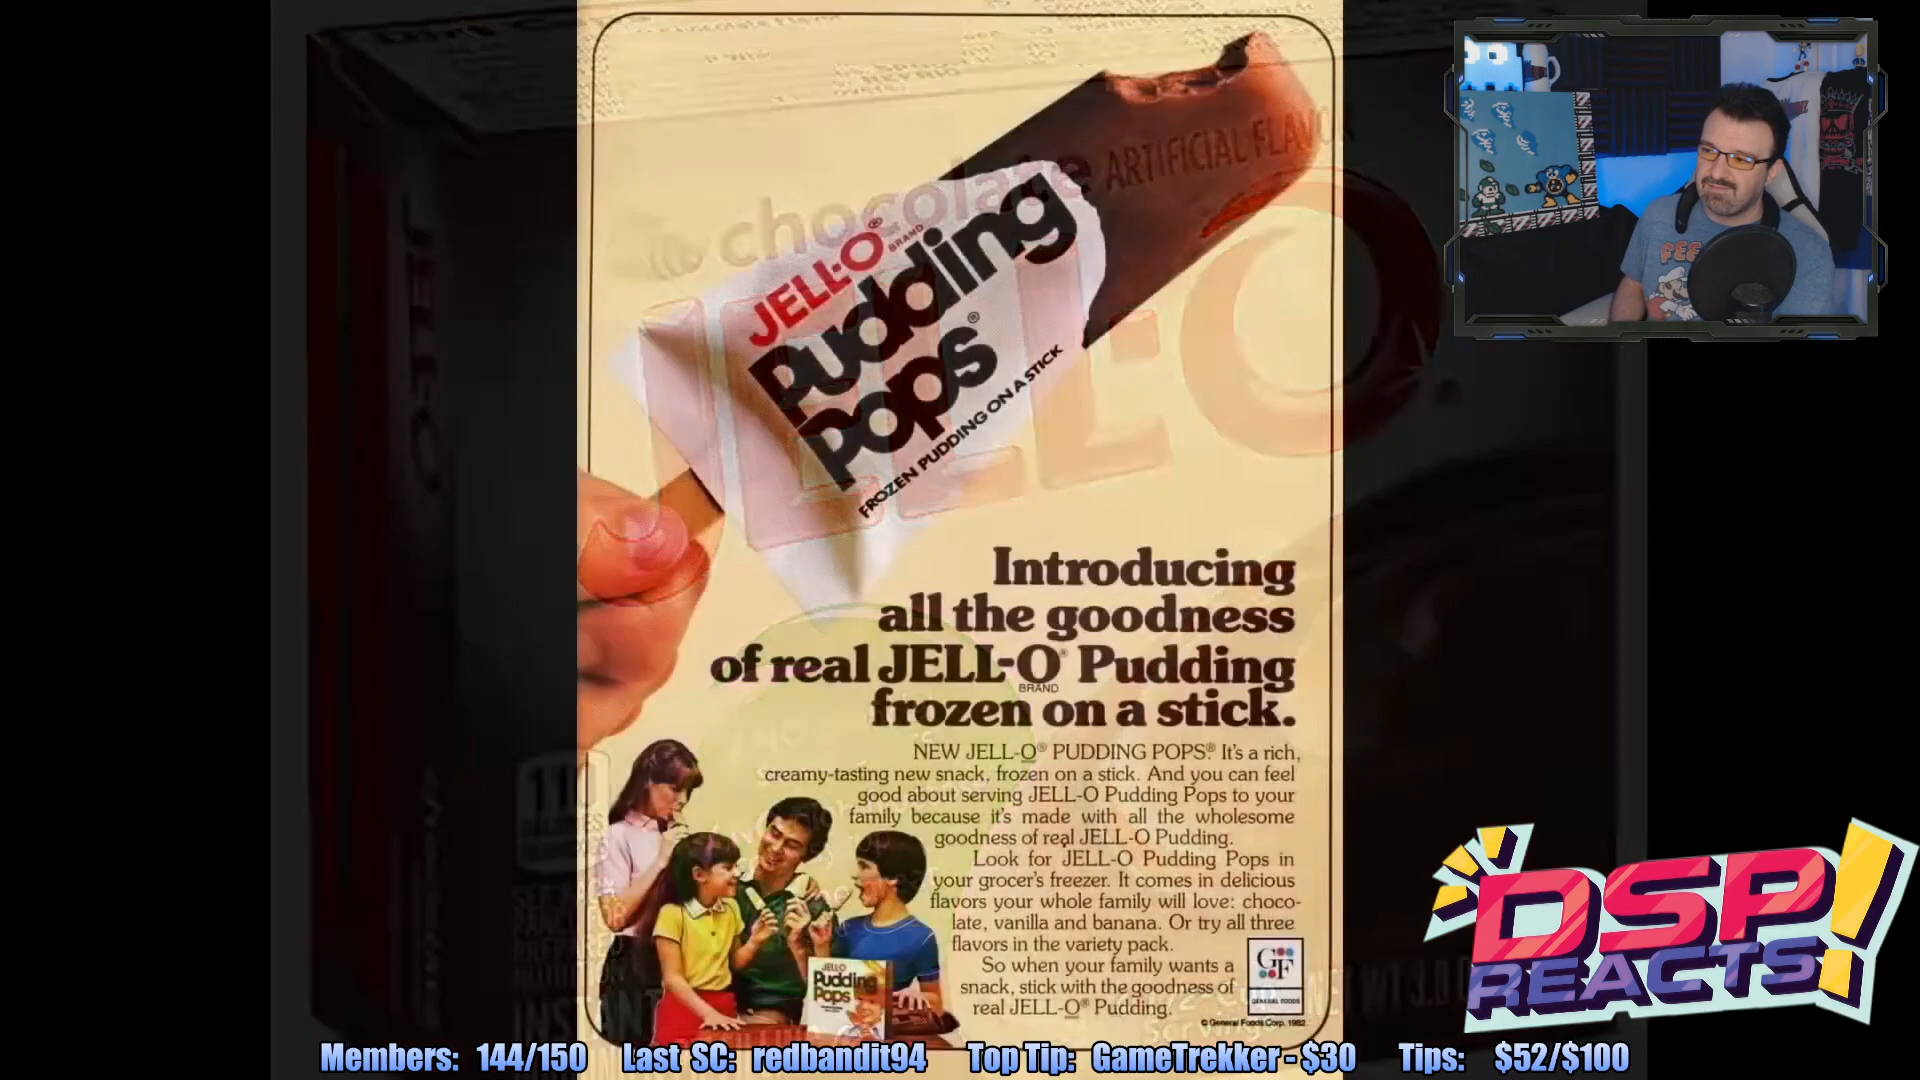 chocolate ARTIFICIAL FLAVOR
JELL-O® BRAND
Pudding
Pops®
FROZEN PUDDING ON A STICK
JELL-O
Introducing
all the goodness
of real JELL-O® Pudding
BRAND
frozen on a stick.
NEW JELL-O® PUDDING POPS® It's a rich,
creamy-tasting new snack, frozen on a stick. And you can feel
good about serving JELL-O Pudding Pops to your
family because it's made with all the wholesome
goodness of real JELL-O Pudding.
Look for JELL-O Pudding Pops in
your grocer's freezer. It comes in delicious
flavors your whole family will love: choco-
late, vanilla and banana. Or try all three
flavors in the variety pack.
So when your family wants a
snack, stick with the goodness of
real JELL-O® Pudding.
GF
GENERAL FOODS
© General Foods Corp. 1982
JELL-O
Pudding
Pops
JELL-O
110
INSTANT
FEE
DSP
REACTS!
Members: 144/150 Last SC: redbandit94 Top Tip: GameTrekker - $30 Tips: $52/$100